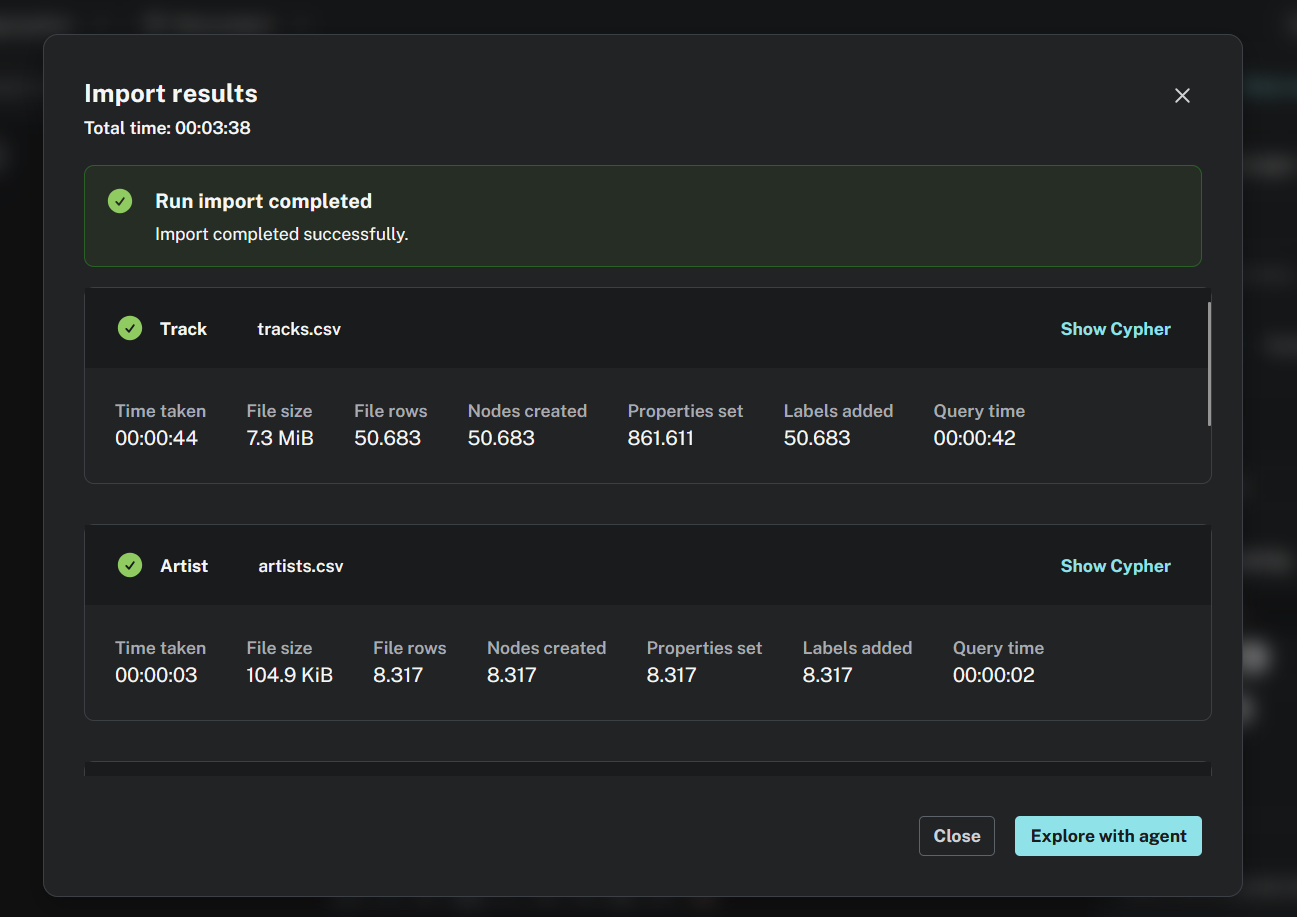 Import results
Total time: 00:03:38
Run import completed
Import completed successfully.
Track tracks.csv Show Cypher
Time taken File size File rows Nodes created Properties set Labels added Query time
00:00:44 7.3 MiB 50.683 50.683 861.611 50.683 00:00:42
Artist artists.csv Show Cypher
Time taken File size File rows Nodes created Properties set Labels added Query time
00:00:03 104.9 KiB 8.317 8.317 8.317 8.317 00:00:02
Close Explore with agent